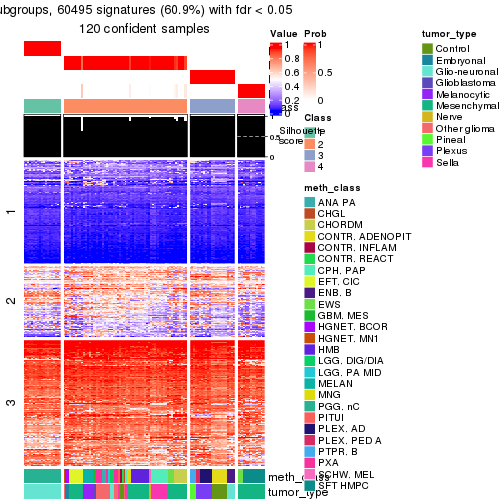 ubgroups, 60495 signatures (60.9%) with fdr < 0.05
120 confident samples
1
2
3
1
0.5
0
Silhouette
score
Value
1
0.8
0.6
0.4
0.2
0
Prob
1
0.5
0
Class
1
2
3
4
meth_class
ANA PA
CHGL
CHORDM
CONTR. ADENOPIT
CONTR. INFLAM
CONTR. REACT
CPH. PAP
EFT. CIC
ENB. B
EWS
GBM. MES
HGNET. BCOR
HGNET. MN1
HMB
LGG. DIG/DIA
LGG. PA MID
MELAN
MNG
PGG. nC
PITUI
PLEX. AD
PLEX. PED A
PTPR. B
PXA
SCHW. MEL
SFT HMPC
tumor_type
Control
Embryonal
Glio-neuronal
Glioblastoma
Melanocytic
Mesenchymal
Nerve
Other glioma
Pineal
Plexus
Sella
meth_class
tumor_type